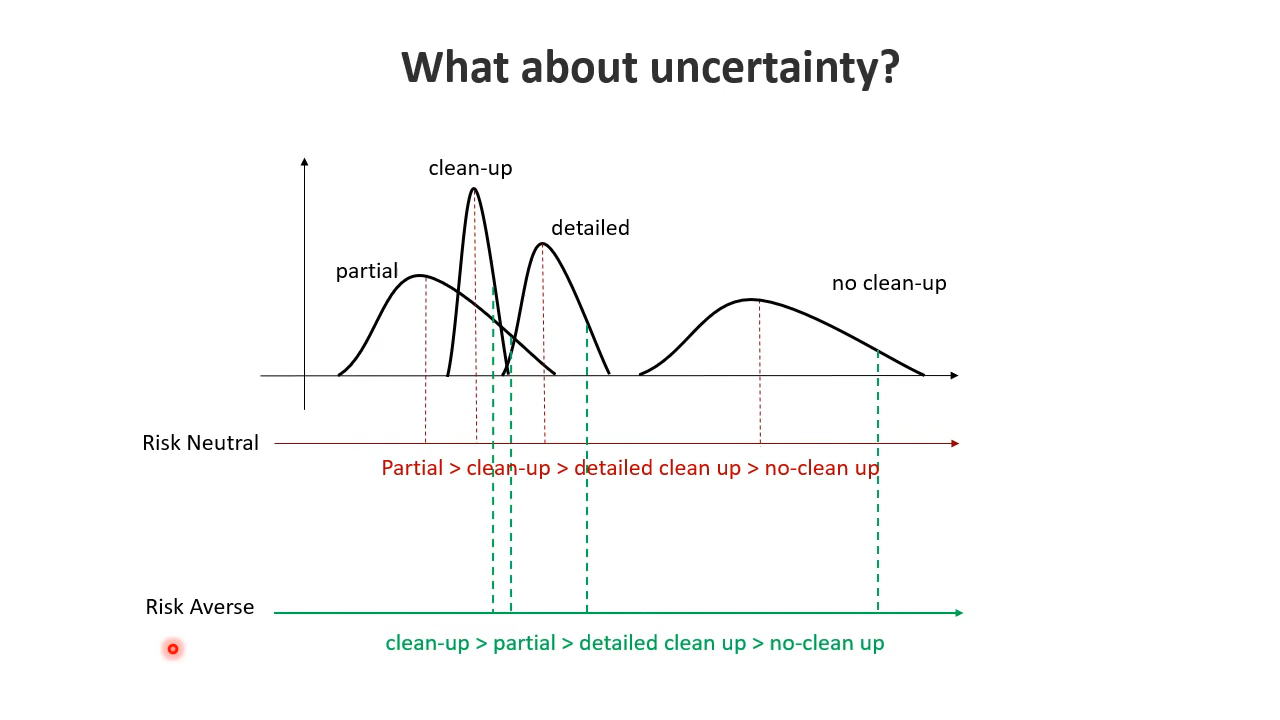 What about uncertainty?
clean-up
detailed
partial
no clean-up
Risk Neutral
Partial > clean-up > detailed clean up > no-clean up
Risk Averse
clean-up > partial > detailed clean up > no-clean up